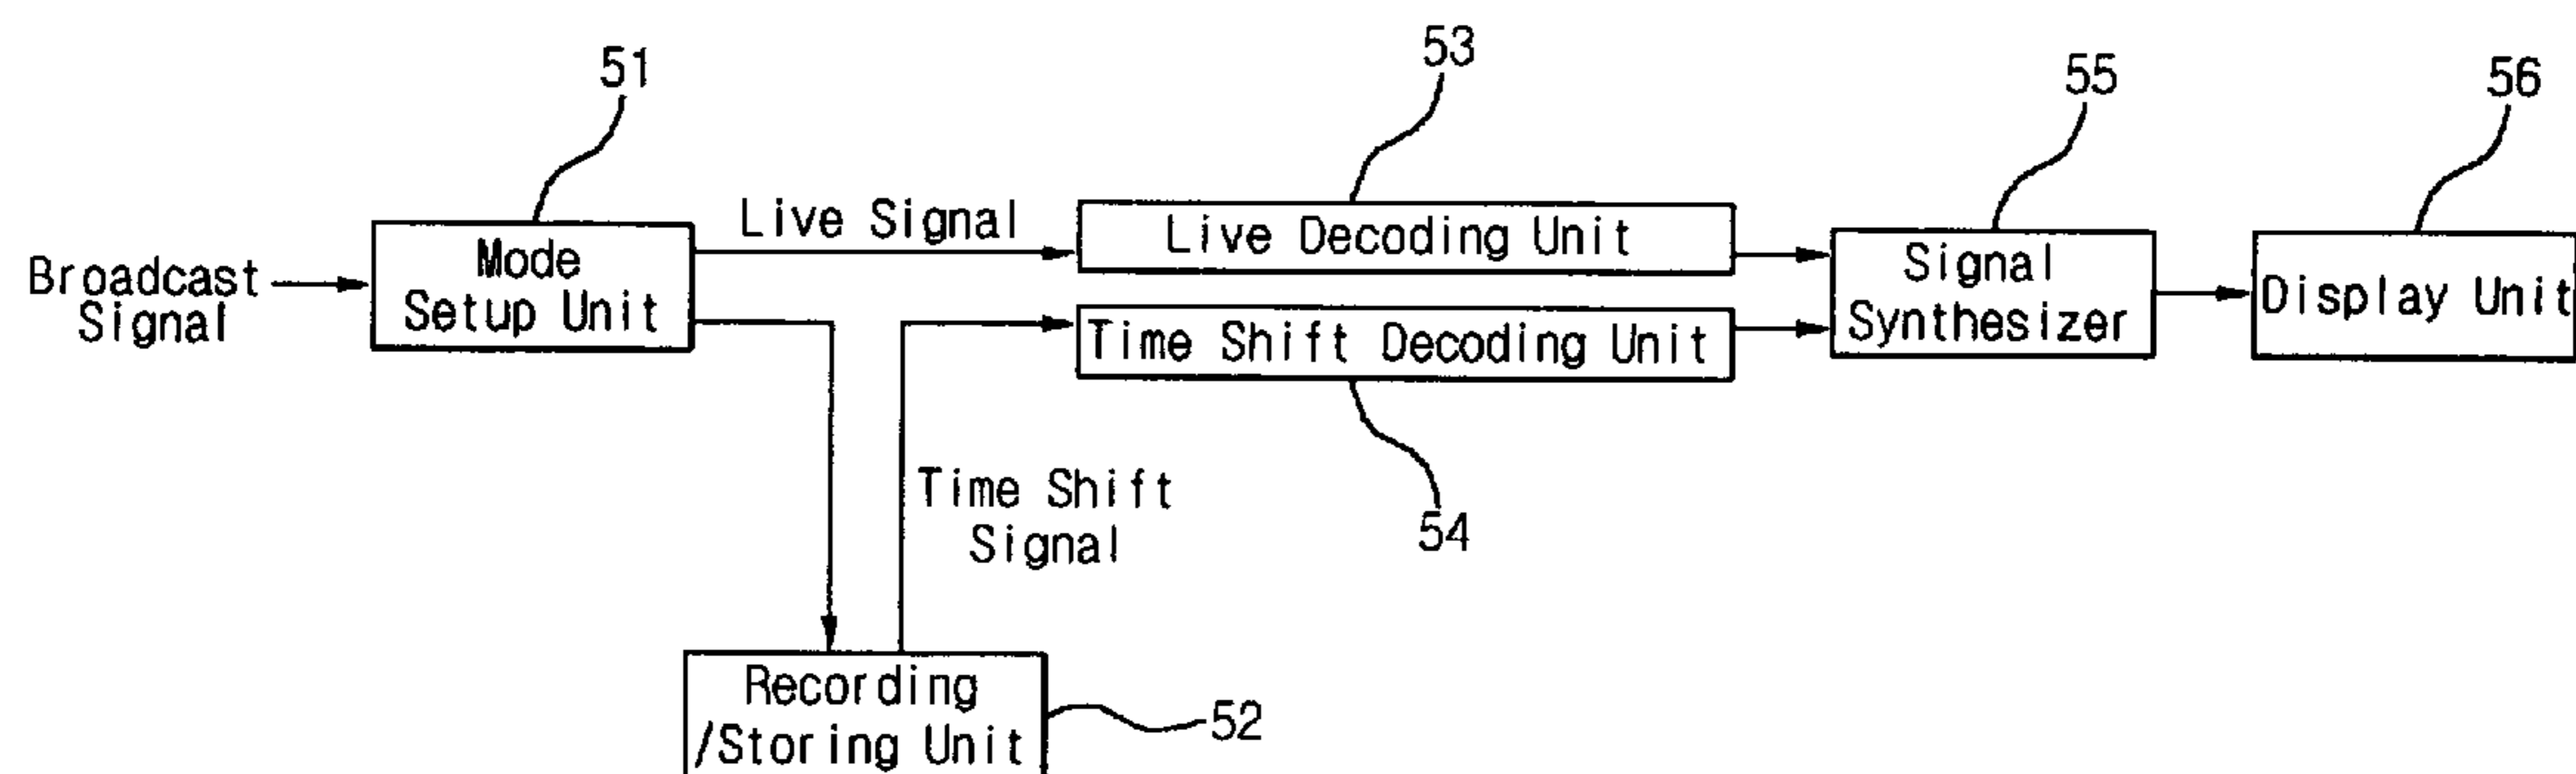 51
53
55
56
Broadcast
Signal
Mode
Setup Unit
Live Signal
Live Decoding Unit
Time Shift Decoding Unit
Signal
Synthesizer
Display Unit
Time Shift
Signal
54
Recording
/Storing Unit
52